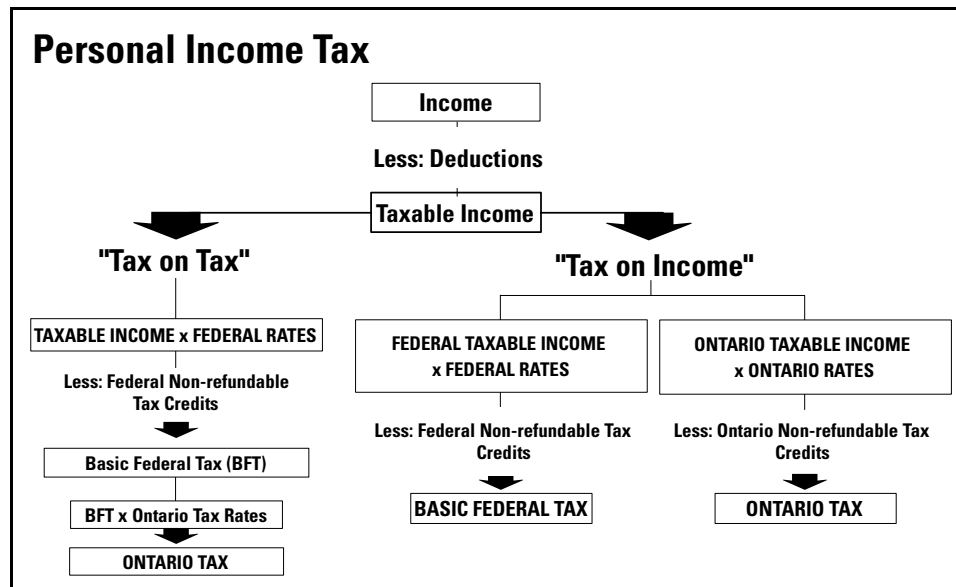 Personal Income Tax
Income
Less: Deductions
Taxable Income
"Tax on Tax"
TAXABLE INCOME x FEDERAL RATES
Less: Federal Non-refundable
Tax Credits
Basic Federal Tax (BFT)
BFT x Ontario Tax Rates
ONTARIO TAX
"Tax on Income"
FEDERAL TAXABLE INCOME
x FEDERAL RATES
Less: Federal Non-refundable Tax
Credits
BASIC FEDERAL TAX
ONTARIO TAXABLE INCOME
x ONTARIO RATES
Less: Ontario Non-refundable Tax
Credits
ONTARIO TAX